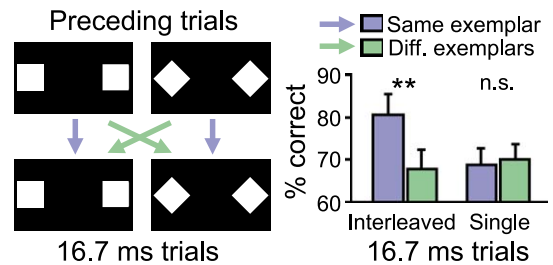 Preceding trials
16.7 ms trials
Same exemplar
Diff. exemplars
% correct
90
80
70
60
**
n.s.
Interleaved Single
16.7 ms trials